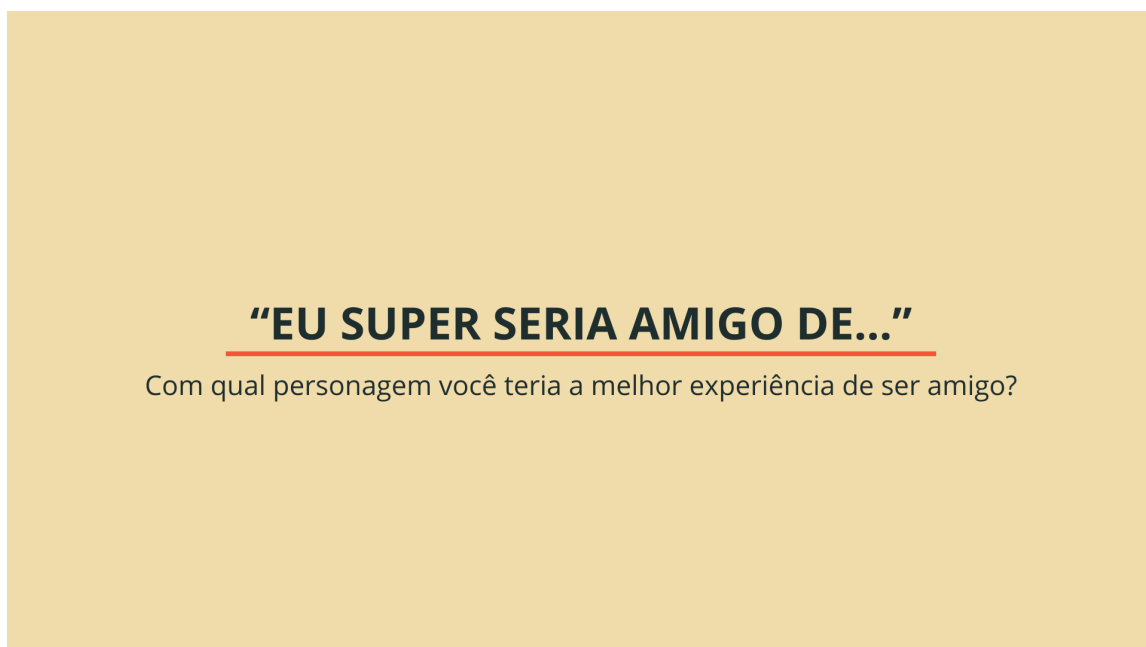 “EU SUPER SERIA AMIGO DE...”
Com qual personagem você teria a melhor experiência de ser amigo?